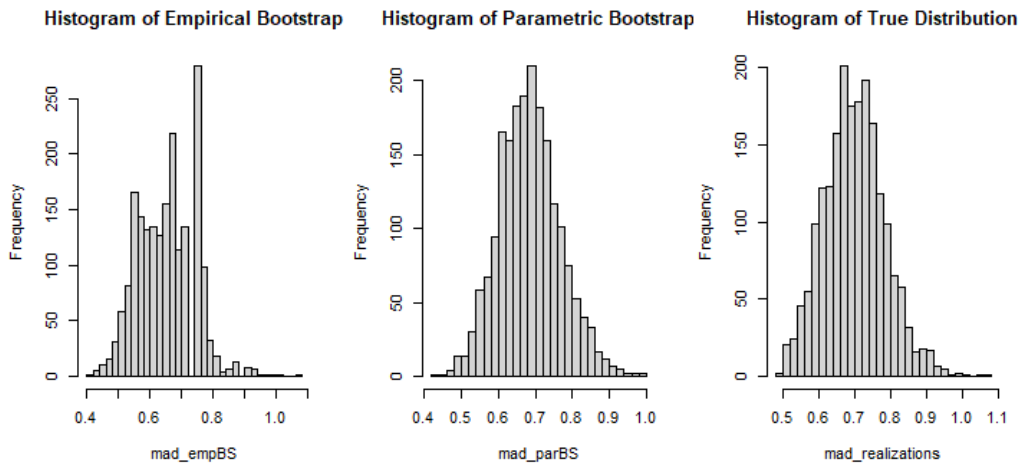 Histogram of Empirical Bootstrap
Frequency
0 50 100 150 200 250
0.4 0.6 0.8 1.0
mad_empBS
Histogram of Parametric Bootstrap
Frequency
0 50 100 150 200
0.4 0.5 0.6 0.7 0.8 0.9 1.0
mad_parBS
Histogram of True Distribution
Frequency
0 50 100 150 200
0.5 0.6 0.7 0.8 0.9 1.0 1.1
mad_realizations